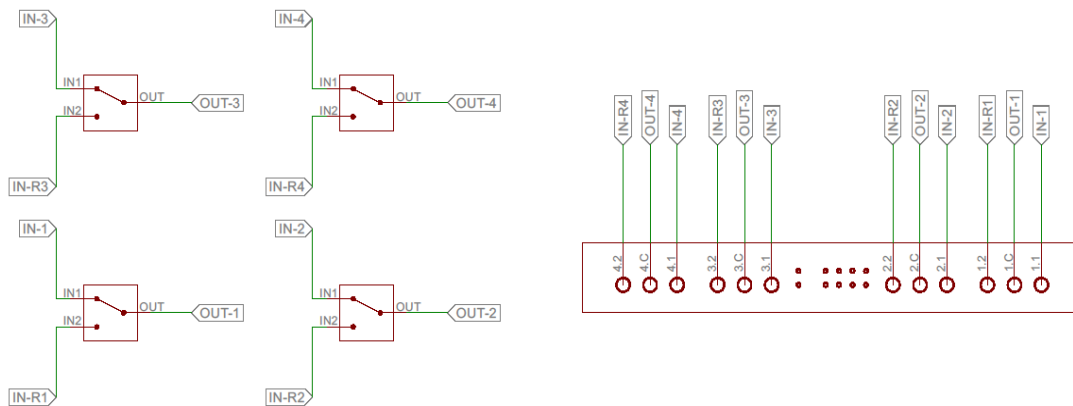 IN-3
IN1
IN2
OUT
OUT-3
IN-R3
IN-4
IN1
IN2
OUT
OUT-4
IN-R4
IN-1
IN1
IN2
OUT
OUT-1
IN-R1
IN-2
IN1
IN2
OUT
OUT-2
IN-R2
IN-R4
OUT-4
IN-4
IN-R3
OUT-3
IN-3
IN-R2
OUT-2
IN-2
IN-R1
OUT-1
IN-1
4.2
4.C
4.1
3.2
3.C
3.1
2.2
2.C
2.1
1.2
1.C
1.1